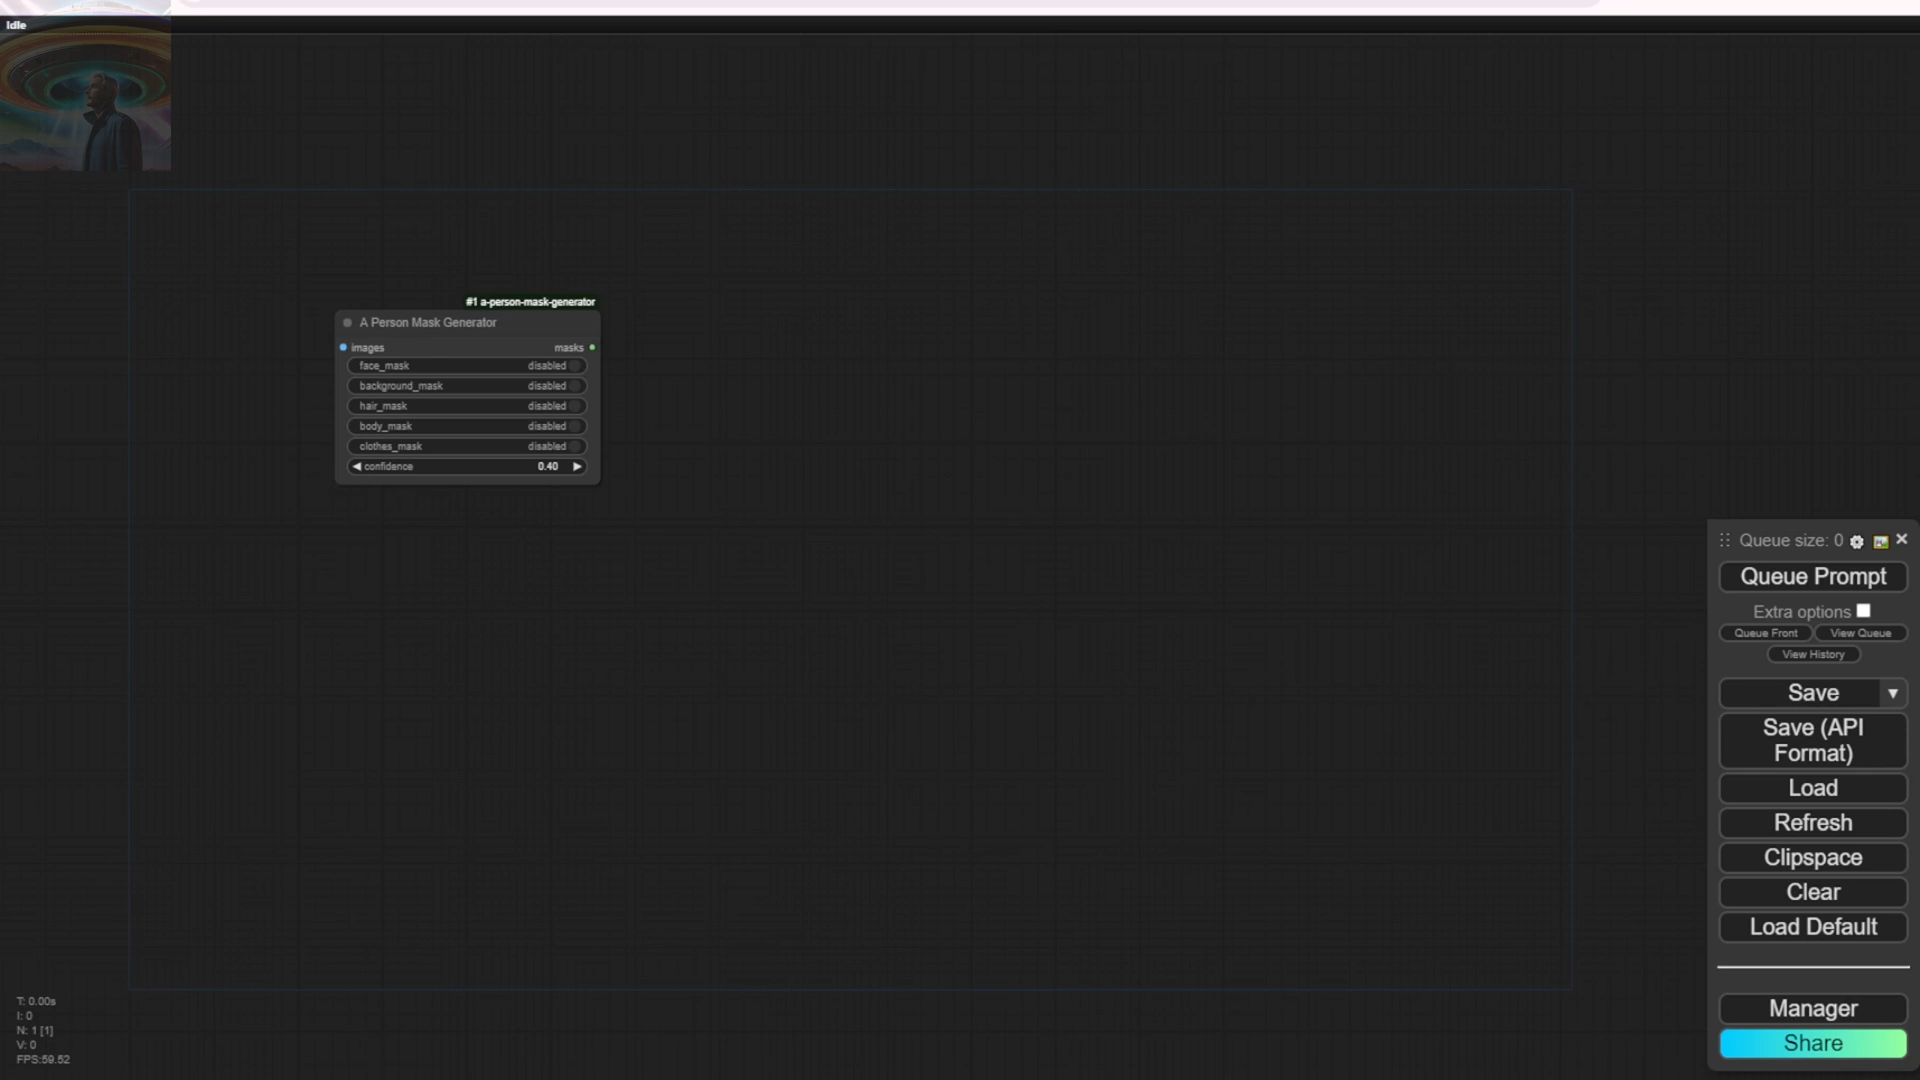 Idle
#1 a-person-mask-generator
A Person Mask Generator
images masks
face_mask disabled
background_mask disabled
hair_mask disabled
body_mask disabled
clothes_mask disabled
confidence 0.40
Queue size: 0
Queue Prompt
Extra options
Queue Front View Queue
View History
Save
Save (API
Format)
Load
Refresh
Clipspace
Clear
Load Default
Manager
Share
T: 0.00s
I: 0
N: 1 [1]
V: 0
FPS:59.52